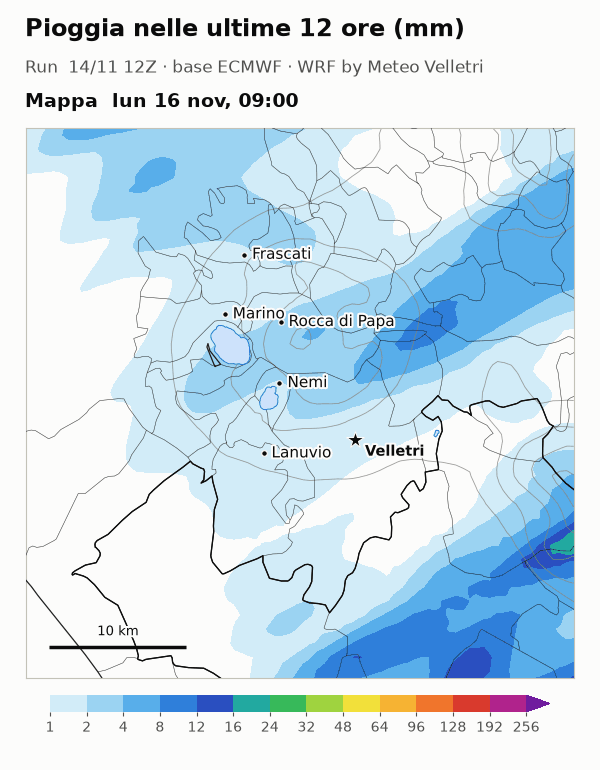 Pioggia nelle ultime 12 ore (mm)
Run  14/11 12Z · base ECMWF · WRF by Meteo Velletri
Mappa  lun 16 nov, 09:00
Frascati
Marino
Rocca di Papa
Nemi
Velletri
Lanuvio
10 km
1 2 4 8 12 16 24 32 48 64 96 128 192 256